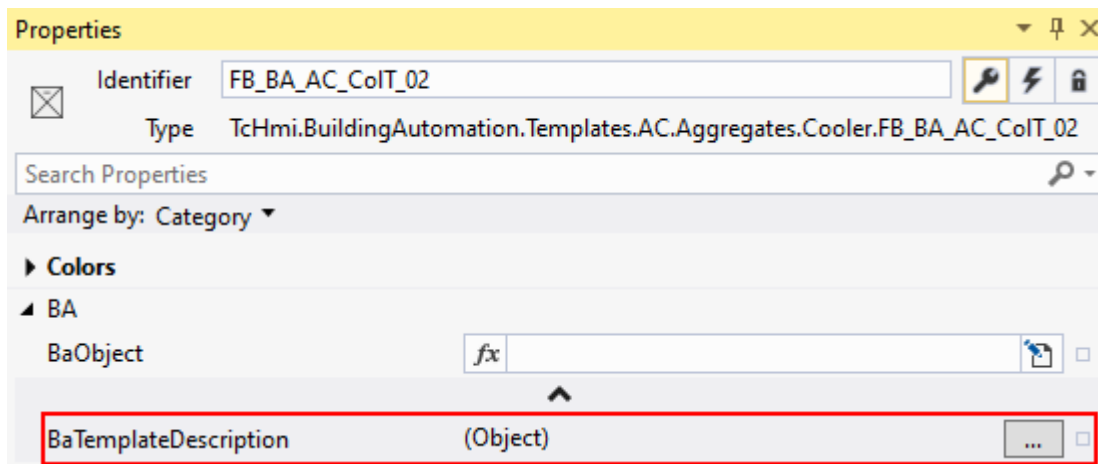 Properties
Identifier FB_BA_AC_ColT_02
Type TcHmi.BuildingAutomation.Templates.AC.Aggregates.Cooler.FB_BA_AC_ColT_02
Search Properties
Arrange by: Category
Colors
BA
BaObject fx
BaTemplateDescription (Object) ...